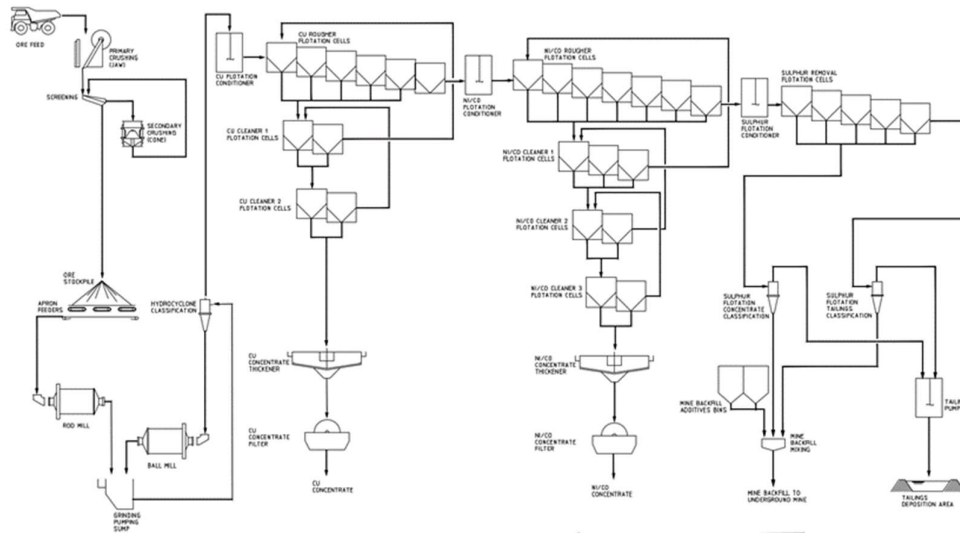 ORE FEED
PRIMARY
CRUSHING
(JAW)
SCREENING
SECONDARY
CRUSHING
(CONE)
ORE
STOCKPILE
APRON
FEEDERS
HYDROCYCLONE
CLASSIFICATION
ROD MILL
BALL MILL
GRINDING
PUMPING
SUMP
CU FLOTATION
CONDITIONER
CU ROUGHER
FLOTATION CELLS
CU CLEANER 1
FLOTATION CELLS
CU CLEANER 2
FLOTATION CELLS
CU
CONCENTRATE
THICKENER
CU
CONCENTRATE
FILTER
CU
CONCENTRATE
NI/CO
FLOTATION
CONDITIONER
NI/CO ROUGHER
FLOTATION CELLS
NI/CO CLEANER 1
FLOTATION CELLS
NI/CO CLEANER 2
FLOTATION CELLS
NI/CO CLEANER 3
FLOTATION CELLS
NI/CO
CONCENTRATE
THICKENER
NI/CO
CONCENTRATE
FILTER
NI/CO
CONCENTRATE
SULPHUR
FLOTATION
CONDITIONER
SULPHUR REMOVAL
FLOTATION CELLS
SULPHUR
FLOTATION
CONCENTRATE
CLASSIFICATION
SULPHUR
FLOTATION
TAILINGS
CLASSIFICATION
MINE BACKFILL
ADDITIVES BINS
MINE
BACKFILL
MIXING
MINE BACKFILL TO
UNDERGROUND MINE
TAILIN
PUMP
TAILINGS
DEPOSITION AREA